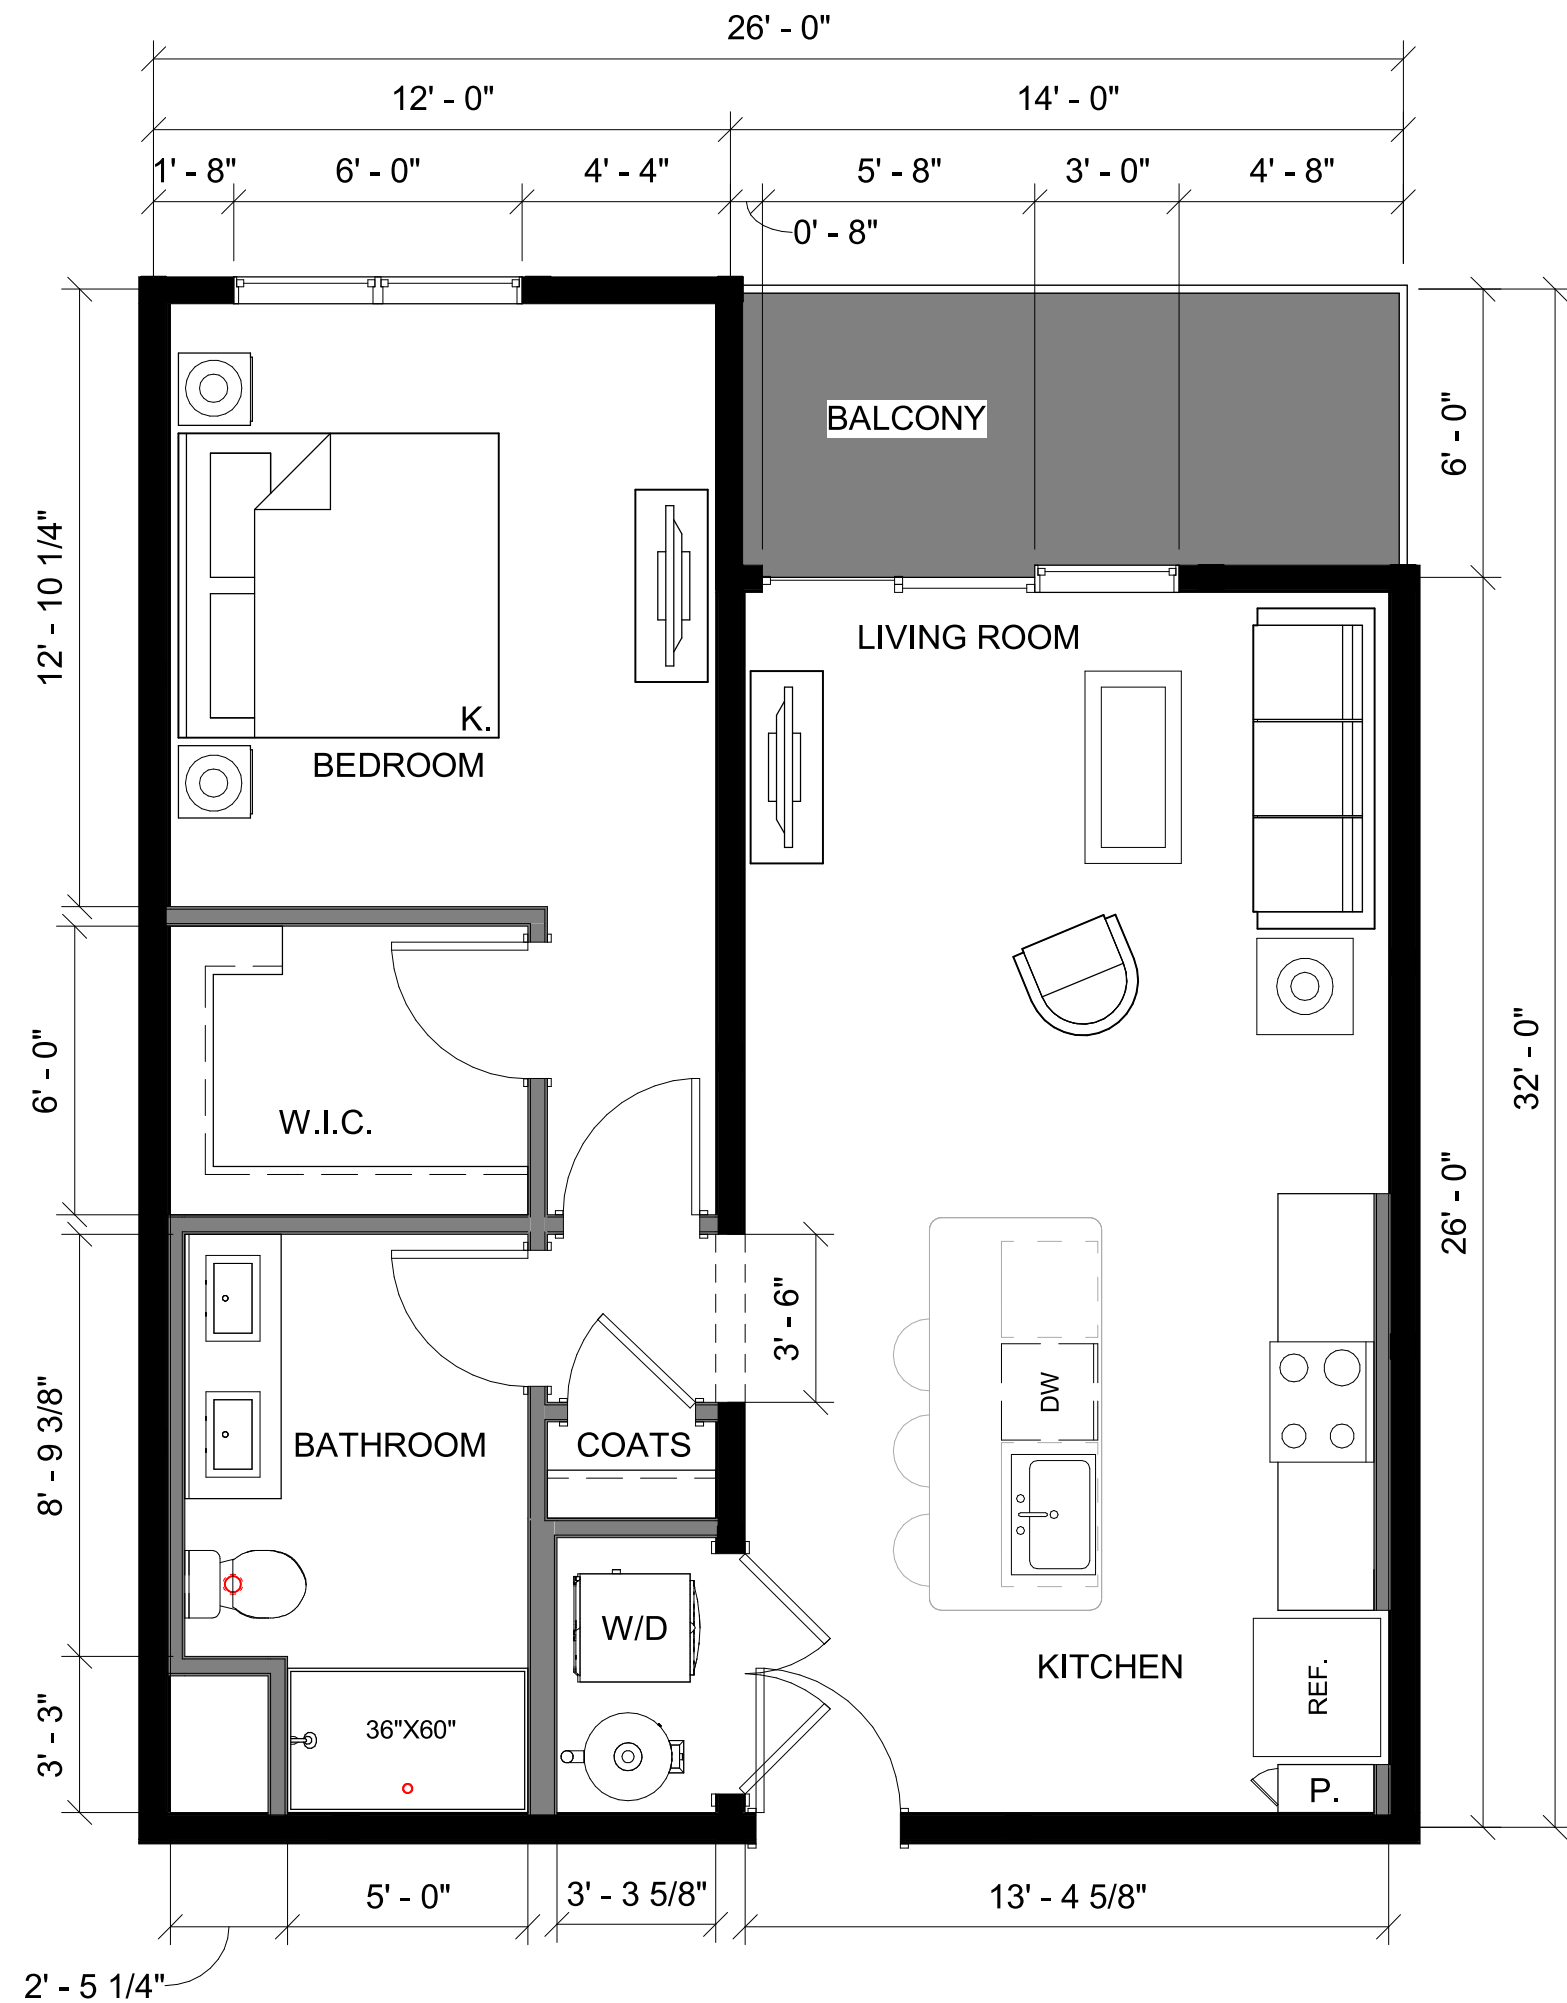 26' - 0"
12' - 0"
14' - 0"
1' - 8"
6' - 0"
4' - 4"
5' - 8"
3' - 0"
4' - 8"
0' - 8"
BALCONY
6' - 0"
12' - 10 1/4"
LIVING ROOM
K.
BEDROOM
6' - 0"
W.I.C.
32' - 0"
26' - 0"
3' - 6"
DW
8' - 9 3/8"
BATHROOM
COATS
W/D
KITCHEN
REF.
3' - 3"
36"X60"
P.
5' - 0"
3' - 3 5/8"
13' - 4 5/8"
2' - 5 1/4"